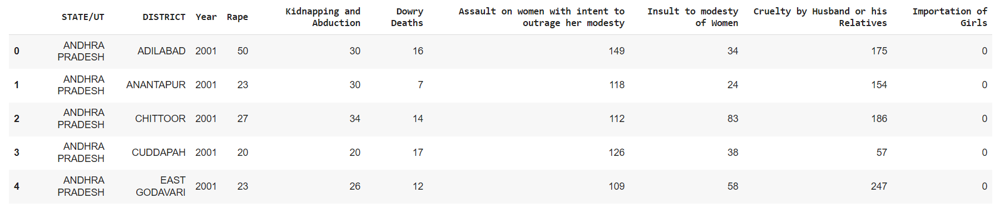 STATE/UT DISTRICT Year Rape Kidnapping and Abduction Dowry Deaths Assault on women with intent to outrage her modesty Insult to modesty of Women Cruelty by Husband or his Relatives Importation of Girls
0 ANDHRA PRADESH ADILABAD 2001 50 30 16 149 34 175 0
1 ANDHRA PRADESH ANANTAPUR 2001 23 30 7 118 24 154 0
2 ANDHRA PRADESH CHITTOOR 2001 27 34 14 112 83 186 0
3 ANDHRA PRADESH CUDDAPAH 2001 20 20 17 126 38 57 0
4 ANDHRA PRADESH EAST GODAVARI 2001 23 26 12 109 58 247 0